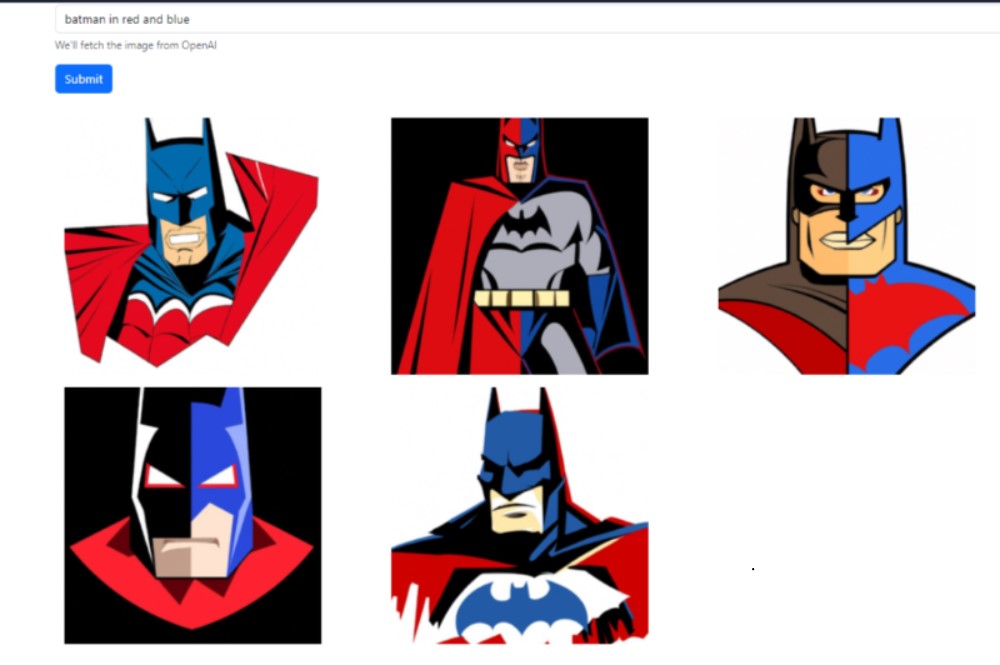 batman in red and blue
We'll fetch the image from OpenAI
Submit